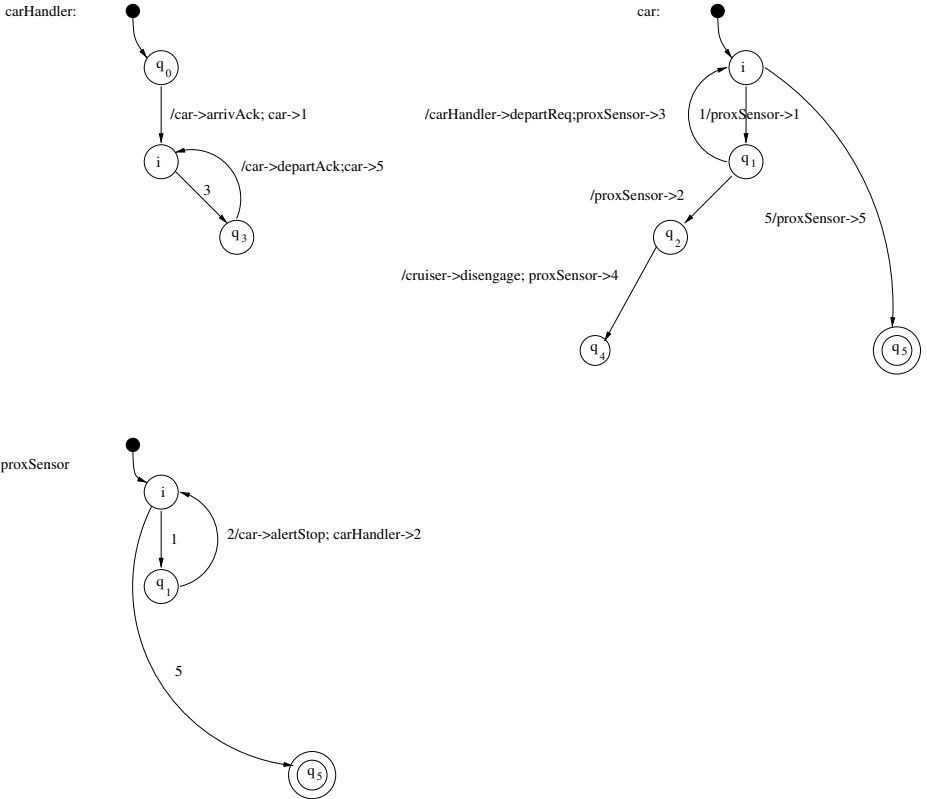 carHandler:
q0
/car->arrivAck; car->1
i
/car->departAck;car->5
3
q3
car:
i
/carHandler->departReq;proxSensor->3
1/proxSensor->1
q1
/proxSensor->2
5/proxSensor->5
q2
/cruiser->disengage; proxSensor->4
q4
q5
proxSensor
i
2/car->alertStop; carHandler->2
1
q1
5
q5